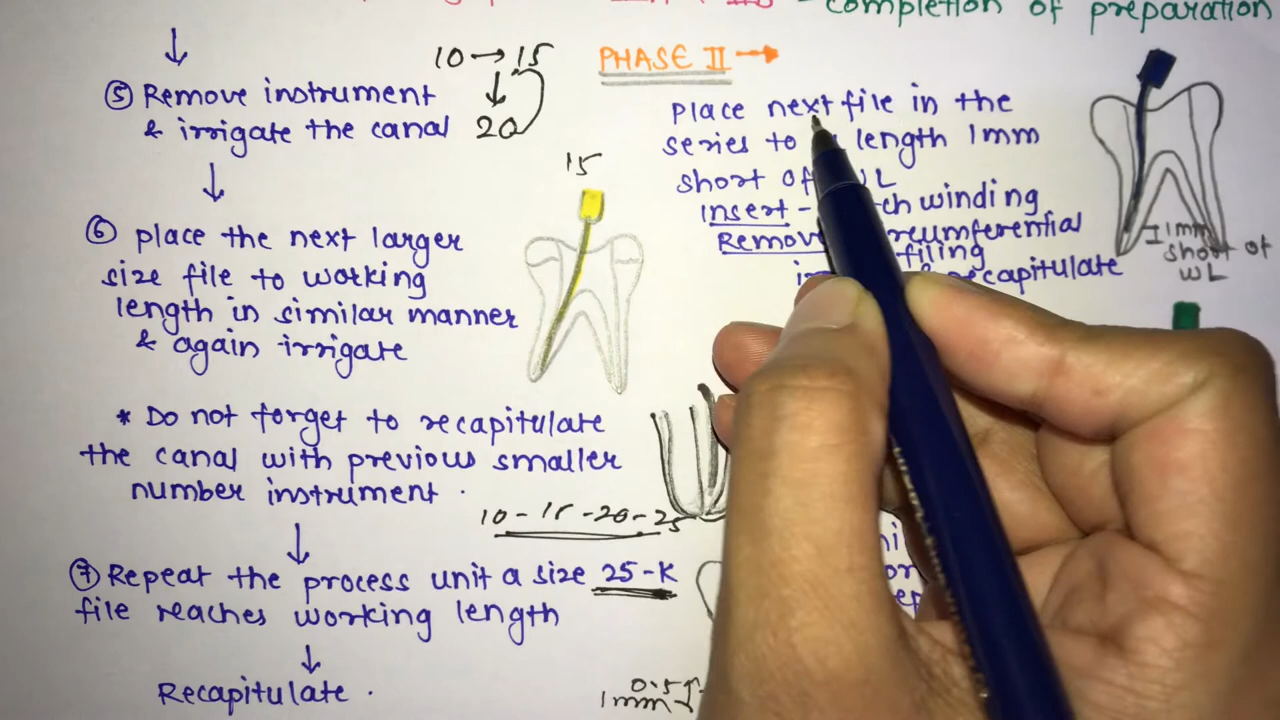 completion of preparation
↓
⑤ Remove instrument
& irrigate the canal
10 → 15
↓
20
↓
⑥ place the next larger
size file to working
length in similar manner
& again irrigate
15
* Do not forget to recapitulate
the canal with previous smaller
number instrument.
10 - 15 - 20 - 25
↓
⑦ Repeat the process unit a size 25-K
file reaches working length
↓
Recapitulate.
0.5
1mm
PHASE II →
Place next file in the
series to length 1mm
short of WL
Insert - winding
Remove
filing
recapitulate
1mm
short of
WL